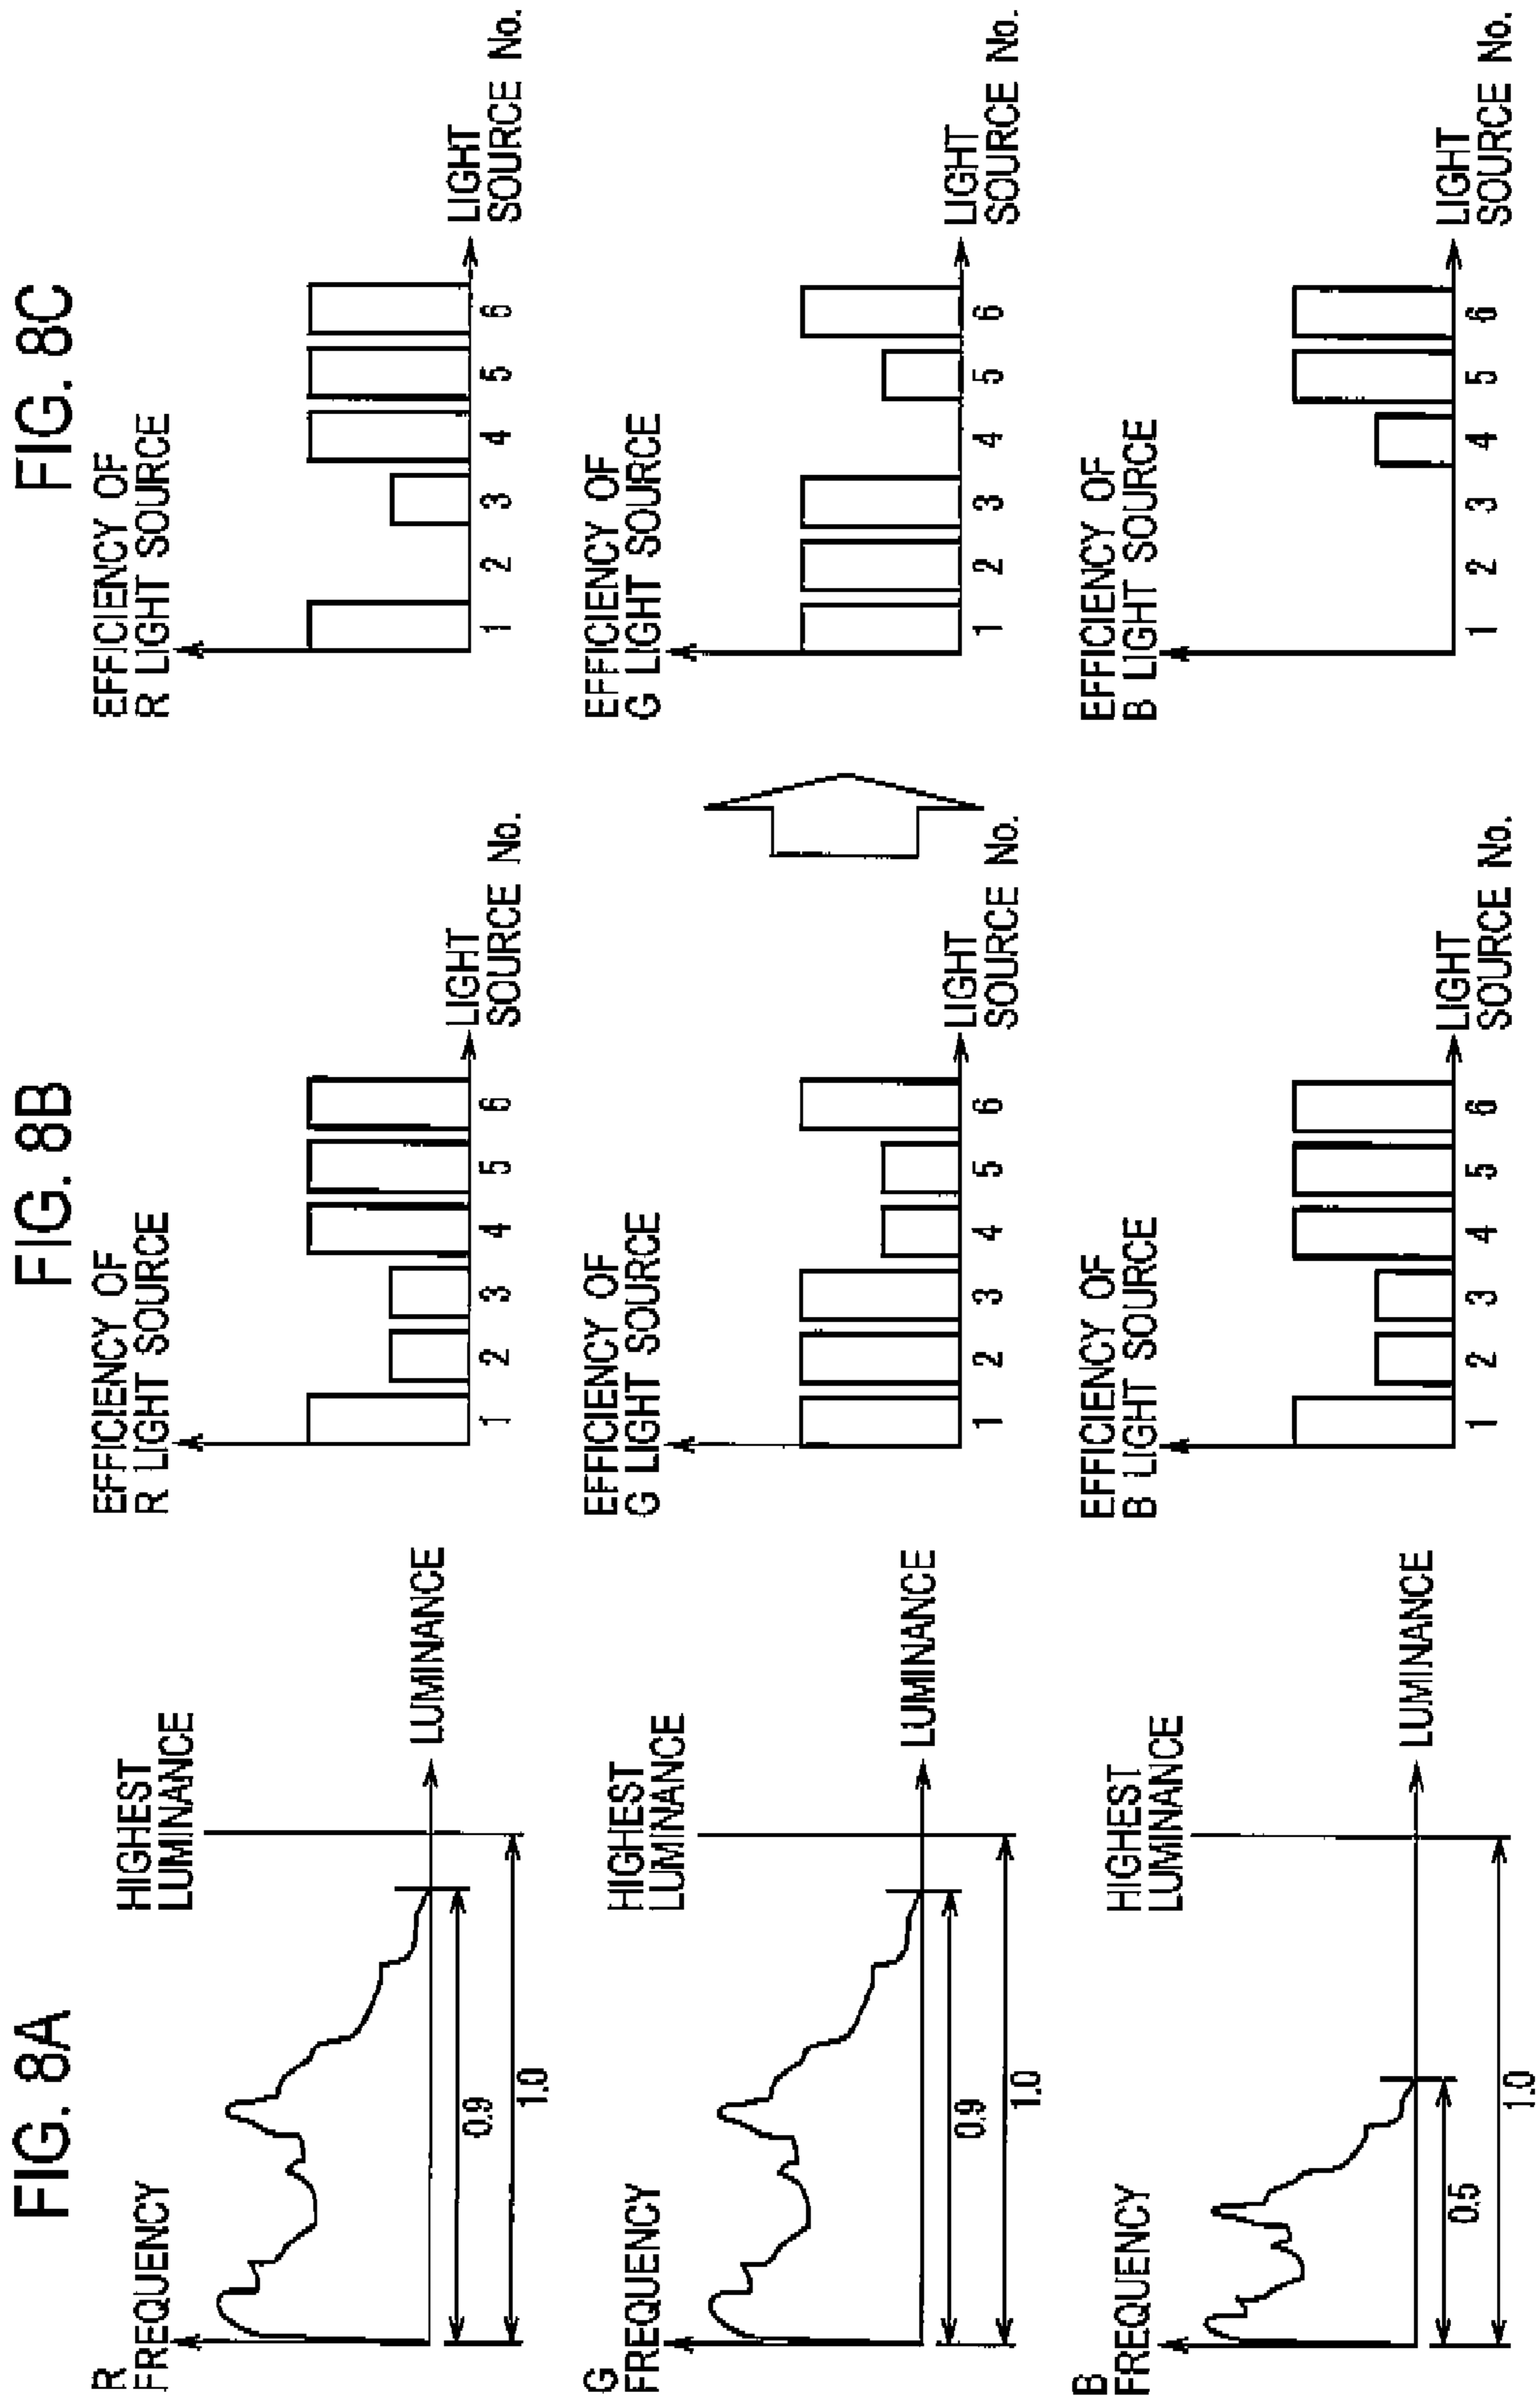 FIG. 8A
R
FREQUENCY
HIGHEST
LUMINANCE
LUMINANCE
0.9
1.0
G
FREQUENCY
HIGHEST
LUMINANCE
LUMINANCE
0.9
1.0
B
FREQUENCY
HIGHEST
LUMINANCE
LUMINANCE
0.5
1.0
FIG. 8B
EFFICIENCY OF
R LIGHT SOURCE
1 2 3 4 5 6
LIGHT
SOURCE No.
EFFICIENCY OF
G LIGHT SOURCE
1 2 3 4 5 6
LIGHT
SOURCE No.
EFFICIENCY OF
B LIGHT SOURCE
1 2 3 4 5 6
LIGHT
SOURCE No.
FIG. 8C
EFFICIENCY OF
R LIGHT SOURCE
1 2 3 4 5 6
LIGHT
SOURCE No.
EFFICIENCY OF
G LIGHT SOURCE
1 2 3 4 5 6
LIGHT
SOURCE No.
EFFICIENCY OF
B LIGHT SOURCE
1 2 3 4 5 6
LIGHT
SOURCE No.